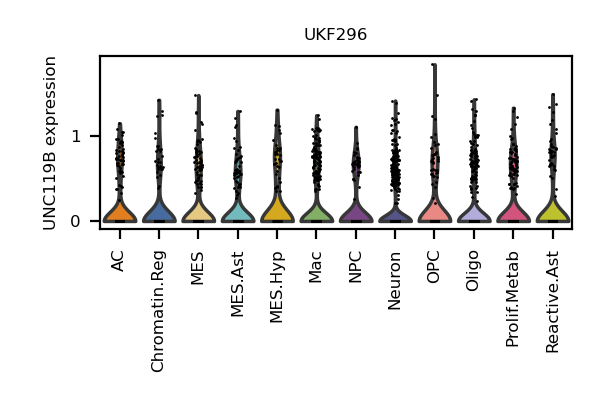 UKF296
UNC119B expression
1
0
AC
Chromatin.Reg
MES
MES.Ast
MES.Hyp
Mac
NPC
Neuron
OPC
Oligo
Prolif.Metab
Reactive.Ast